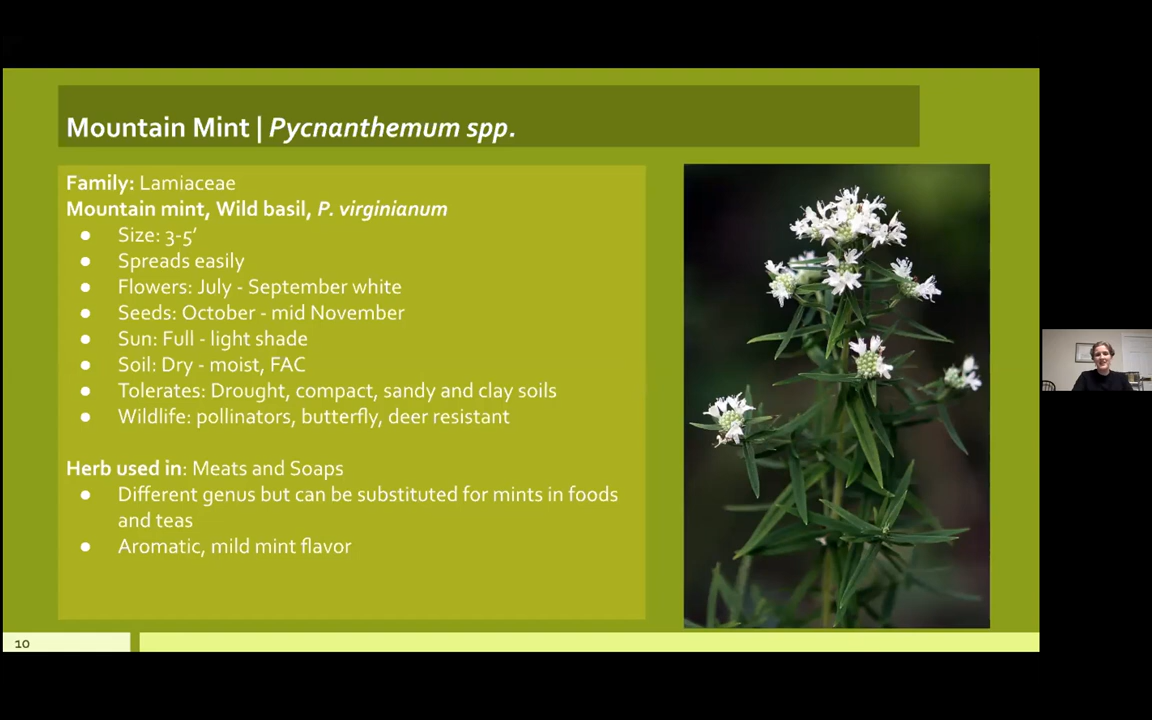 Mountain Mint | Pycnanthemum spp.
Family: Lamiaceae
Mountain mint, Wild basil, P. virginianum
● Size: 3-5’
● Spreads easily
● Flowers: July - September white
● Seeds: October - mid November
● Sun: Full - light shade
● Soil: Dry - moist, FAC
● Tolerates: Drought, compact, sandy and clay soils
● Wildlife: pollinators, butterfly, deer resistant
Herb used in: Meats and Soaps
● Different genus but can be substituted for mints in foods
and teas
● Aromatic, mild mint flavor
10